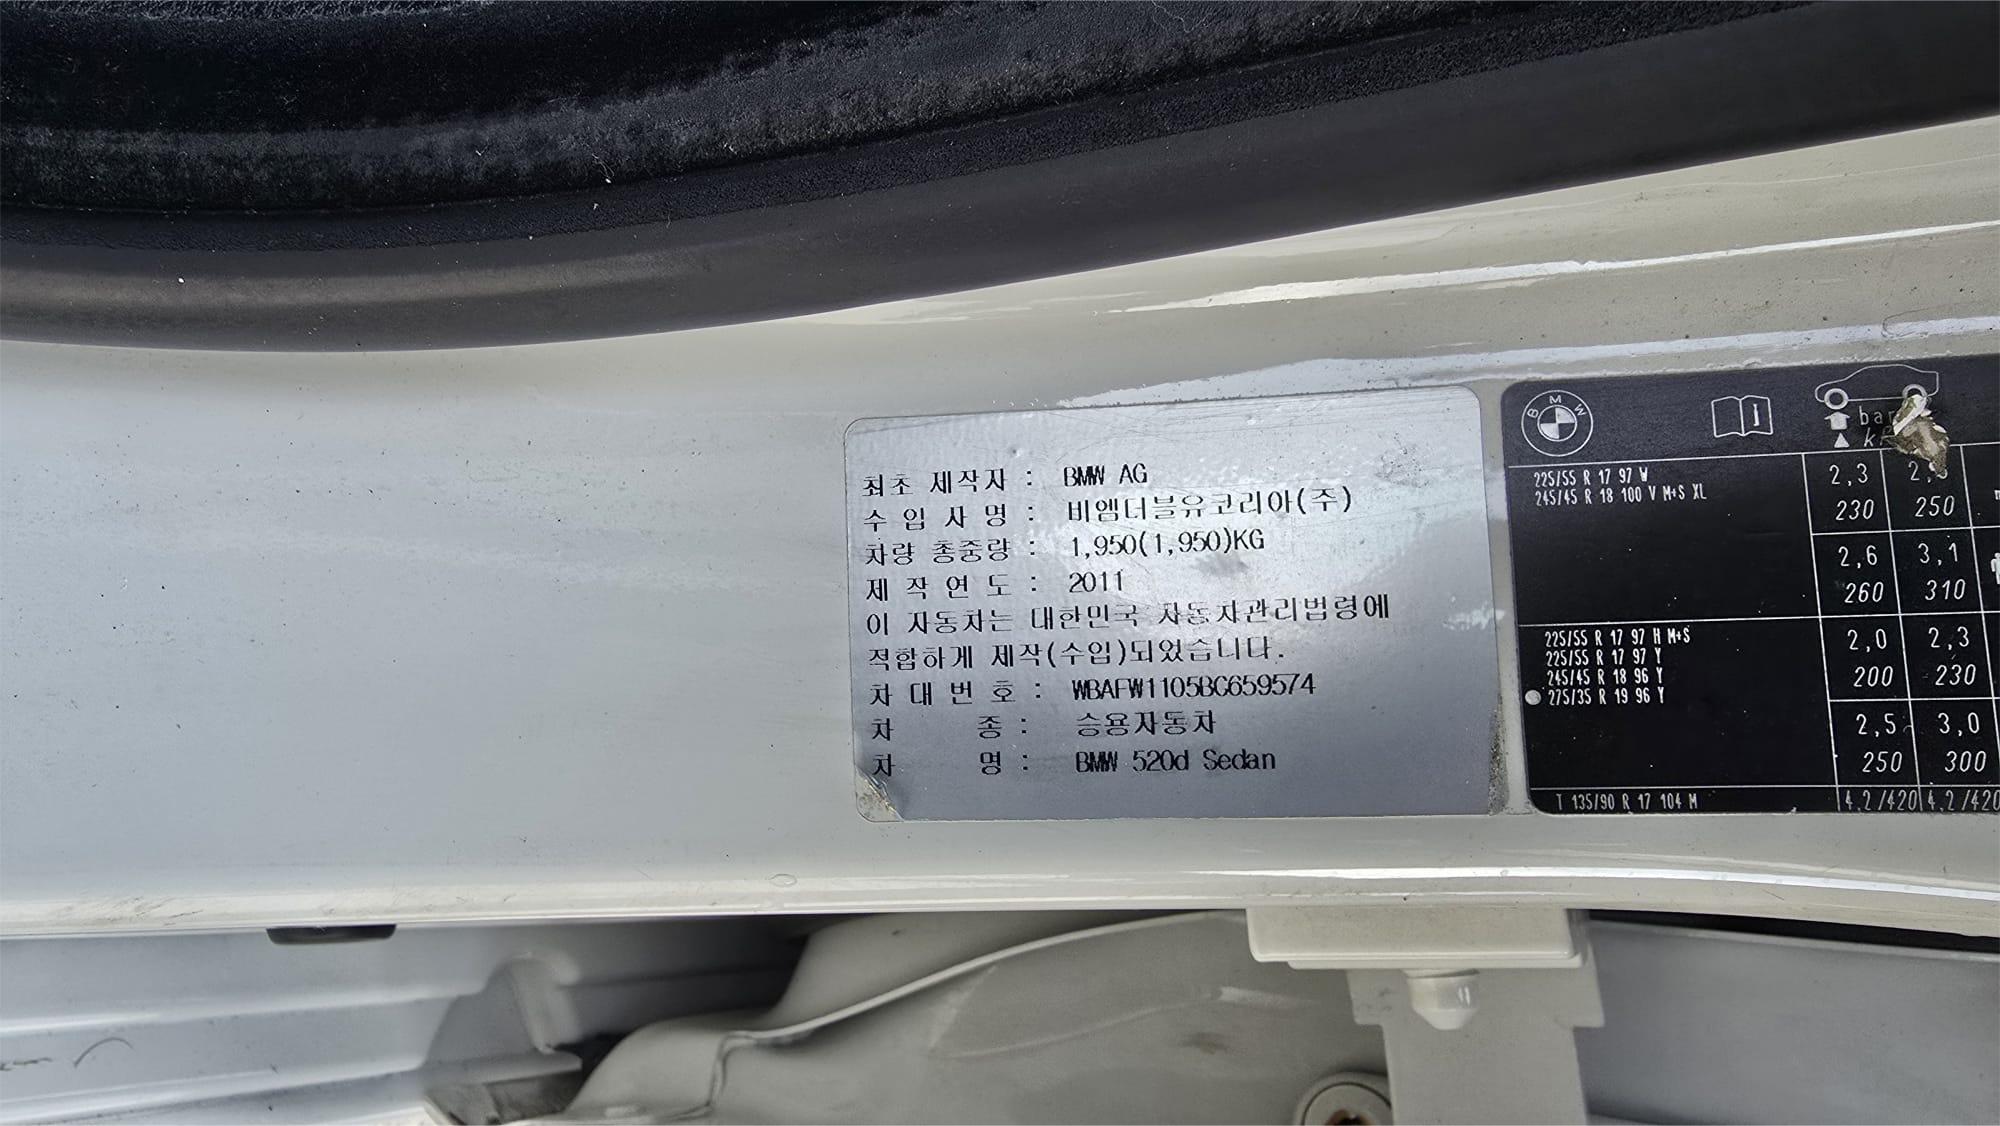 최초 제작자 : BMW AG
수 입 사 명 : 비엠더블유코리아(주)
차량 총중량 : 1,950(1,950)KG
제 작 연 도 : 2011
이 자동차는 대한민국 자동차관리법령에
적합하게 제작(수입)되었습니다.
차 대 번 호 : WBAFW1105BC659574
차 종 : 승용자동차
차 명 : BMW 520d Sedan
BMW
bar
225/55 R 17 97 W
245/45 R 18 100 V M+S XL
2,3
230 250
2,6 3,1
260 310
225/55 R 17 97 H M+S
225/55 R 17 97 Y
245/45 R 18 96 Y
275/35 R 19 96 Y
2,0 2,3
200 230
2,5 3,0
250 300
T 135/90 R 17 104 M 4,2/420 4,2/420